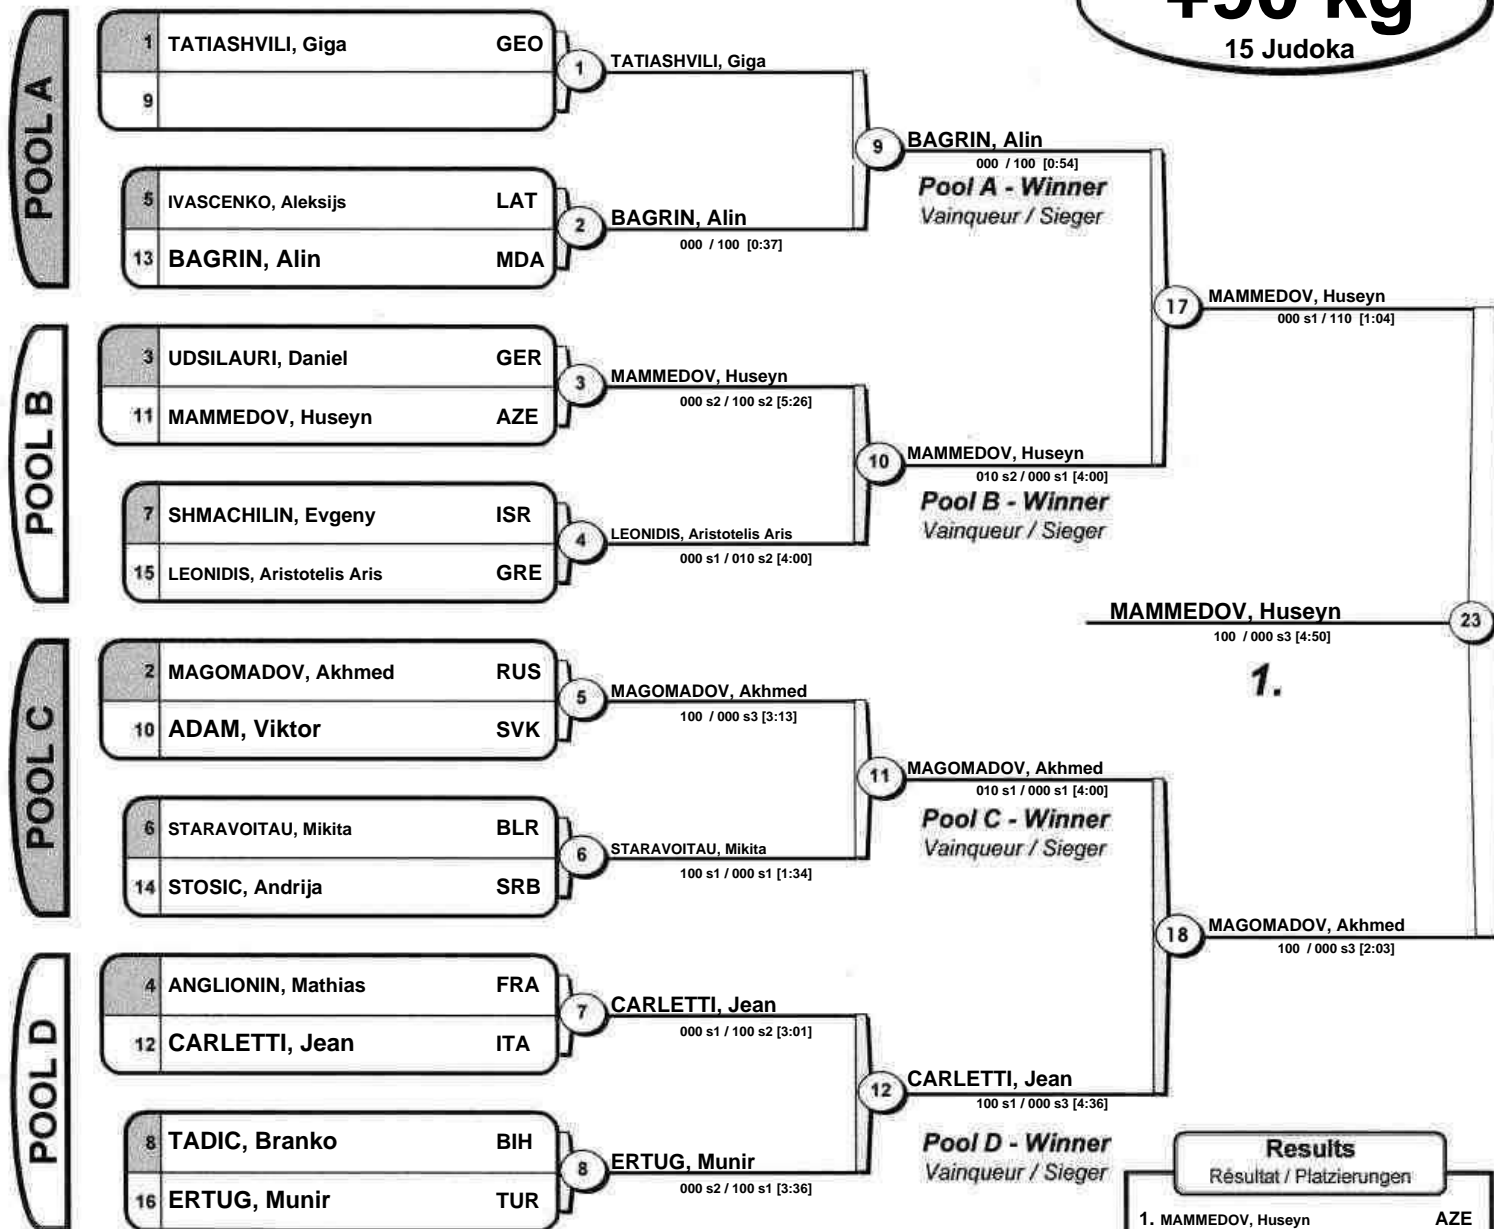 +90 kg
15 Judoka
POOL A
1 TATIASHVILI, Giga GEO
9
1 TATIASHVILI, Giga
5 IVASCENKO, Aleksijs LAT
13 BAGRIN, Alin MDA
2 BAGRIN, Alin
000 / 100 [0:37]
9 BAGRIN, Alin
000 / 100 [0:54]
Pool A - Winner
Vainqueur / Sieger
17 MAMMEDOV, Huseyn
000 s1 / 110 [1:04]
POOL B
3 UDSILAURI, Daniel GER
11 MAMMEDOV, Huseyn AZE
3 MAMMEDOV, Huseyn
000 s2 / 100 s2 [5:26]
7 SHMACHILIN, Evgeny ISR
15 LEONIDIS, Aristotelis Aris GRE
4 LEONIDIS, Aristotelis Aris
000 s1 / 010 s2 [4:00]
10 MAMMEDOV, Huseyn
010 s2 / 000 s1 [4:00]
Pool B - Winner
Vainqueur / Sieger
MAMMEDOV, Huseyn 23
100 / 000 s3 [4:50]
1.
POOL C
2 MAGOMADOV, Akhmed RUS
10 ADAM, Viktor SVK
5 MAGOMADOV, Akhmed
100 / 000 s3 [3:13]
6 STARAVOITAU, Mikita BLR
14 STOSIC, Andrija SRB
6 STARAVOITAU, Mikita
100 s1 / 000 s1 [1:34]
11 MAGOMADOV, Akhmed
010 s1 / 000 s1 [4:00]
Pool C - Winner
Vainqueur / Sieger
18 MAGOMADOV, Akhmed
100 / 000 s3 [2:03]
POOL D
4 ANGLIONIN, Mathias FRA
12 CARLETTI, Jean ITA
7 CARLETTI, Jean
000 s1 / 100 s2 [3:01]
8 TADIC, Branko BIH
16 ERTUG, Munir TUR
8 ERTUG, Munir
000 s2 / 100 s1 [3:36]
12 CARLETTI, Jean
100 s1 / 000 s3 [4:36]
Pool D - Winner
Vainqueur / Sieger
Results
Résultat / Platzierungen
1. MAMMEDOV, Huseyn AZE